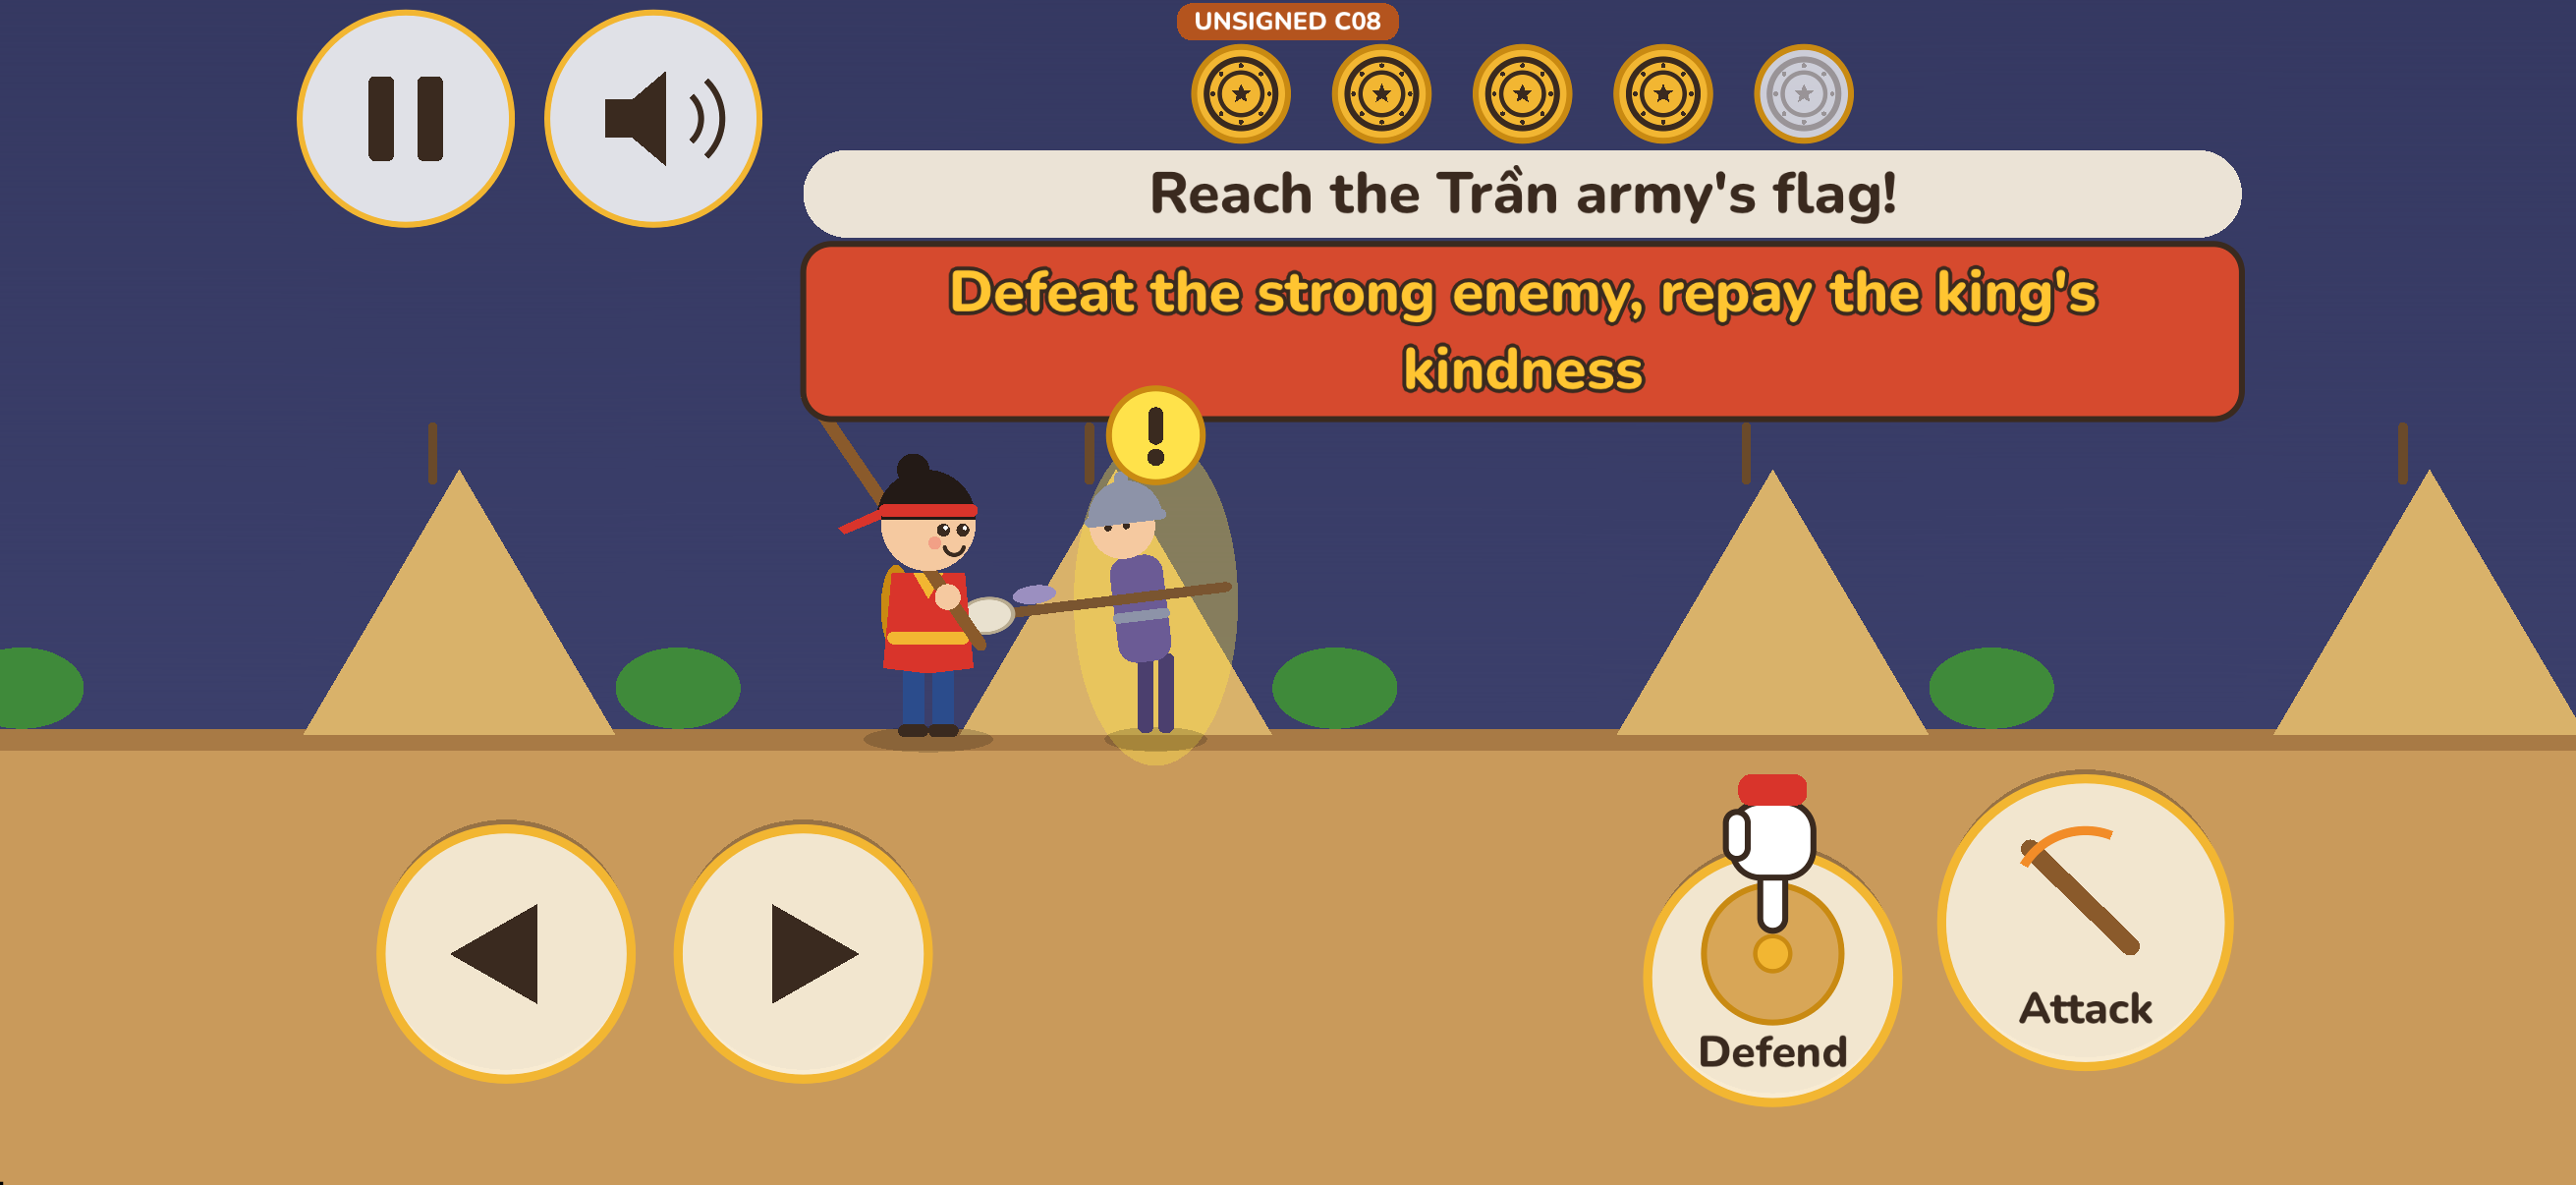 UNSIGNED C08
Reach the Trần army's flag!
Defeat the strong enemy, repay the king's
kindness
!
Defend
Attack